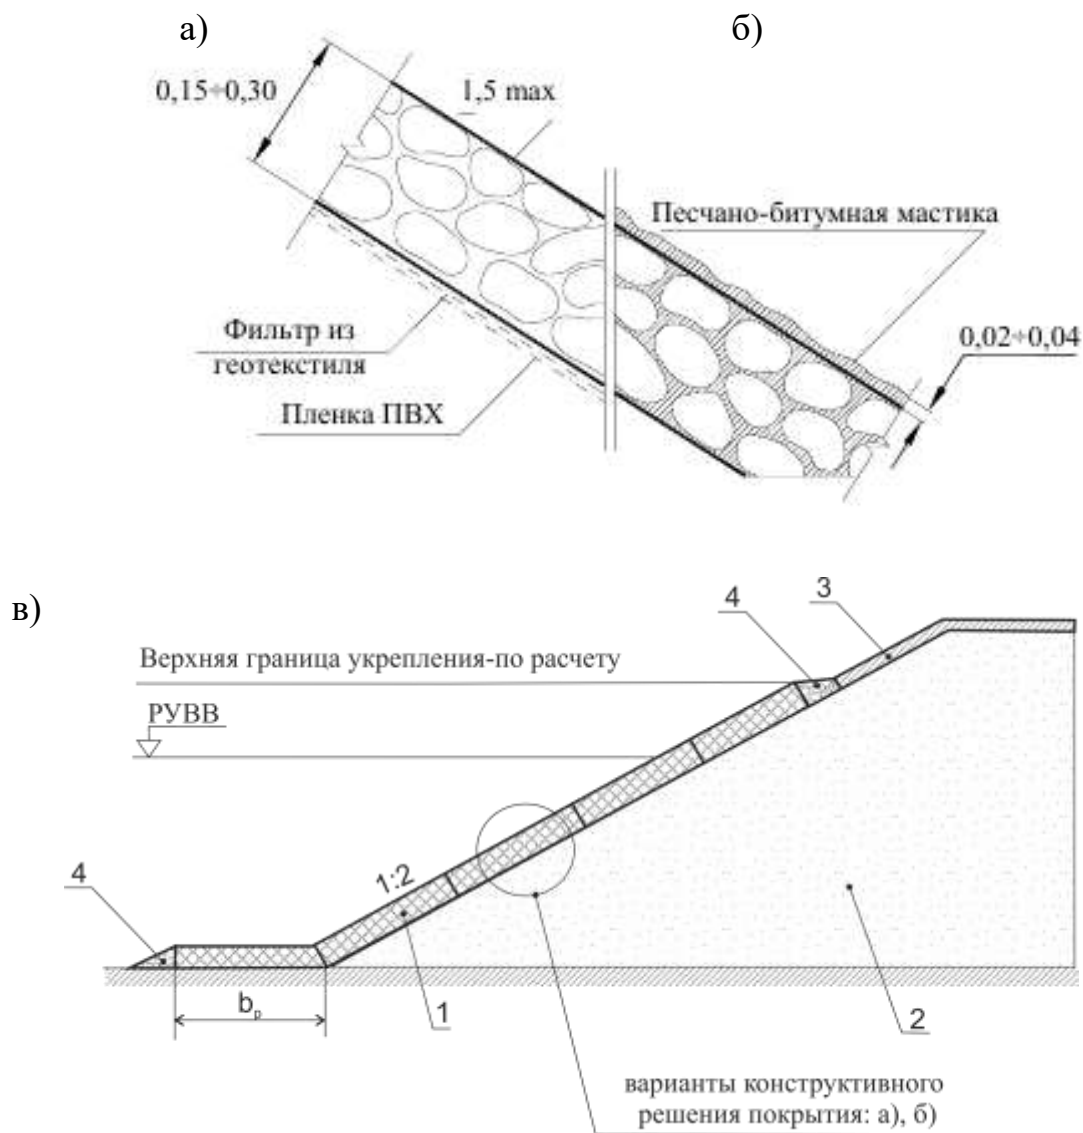 а)
б)
0,15÷0,30
1,5 max
Песчано-битумная мастика
Фильтр из
геотекстиля
0,02÷0,04
Пленка ПВХ
в)
4
3
Верхняя граница укрепления-по расчету
РУВВ
4
1:2
bр
1
2
варианты конструктивного
решения покрытия: а), б)